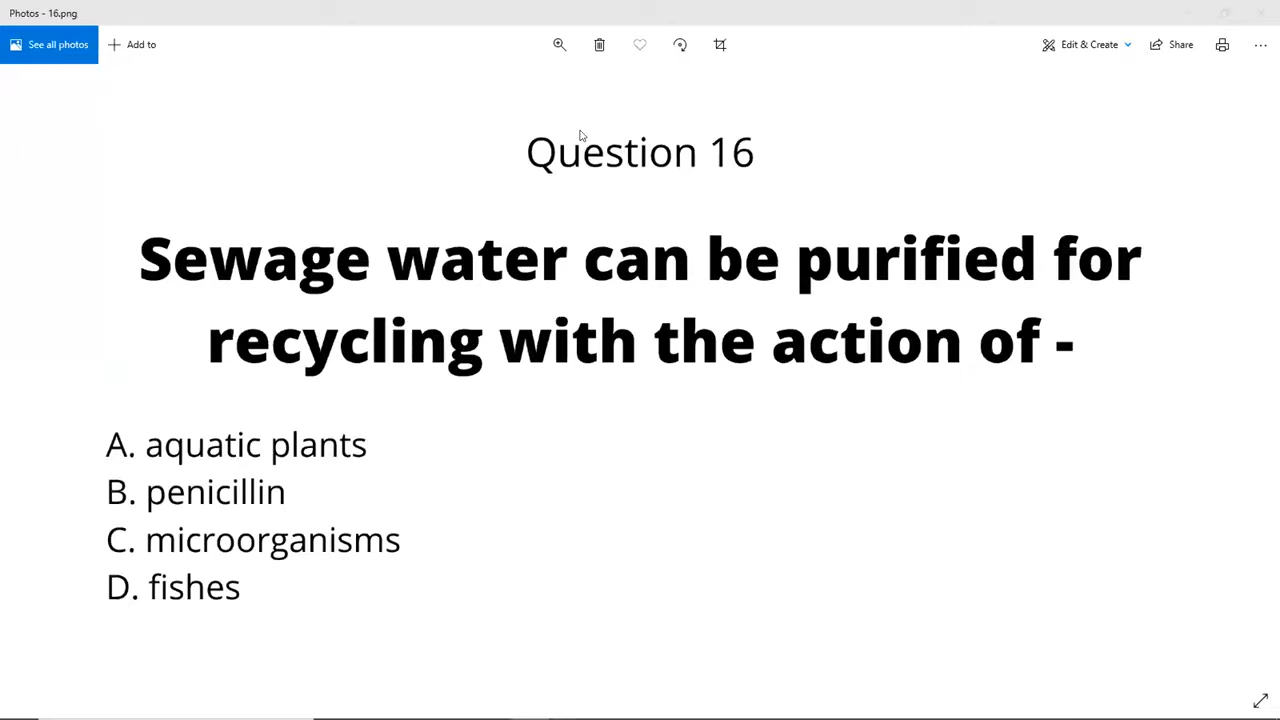 Photos - 16.png
See all photos
Add to
Edit & Create
Share
Question 16
Sewage water can be purified for
recycling with the action of -
A. aquatic plants
B. penicillin
C. microorganisms
D. fishes